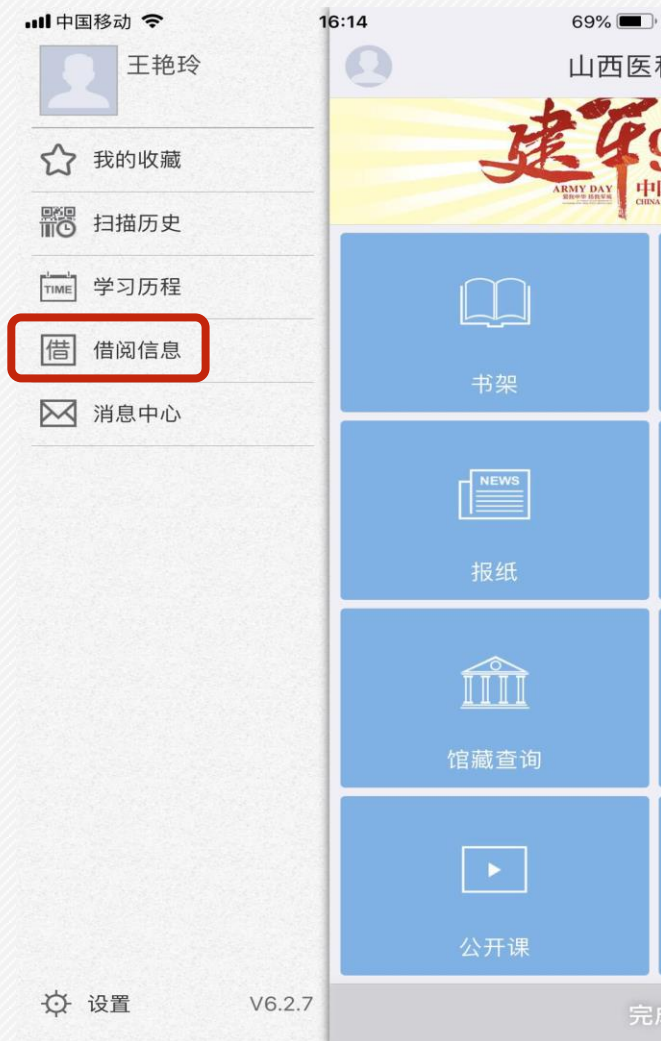 中国移动
16:14
69%
王艳玲
我的收藏
扫描历史
TIME
学习历程
借
借阅信息
消息中心
设置
V6.2.7
山西医
建军
ARMY DAY
书架
NEWS
报纸
馆藏查询
公开课
完